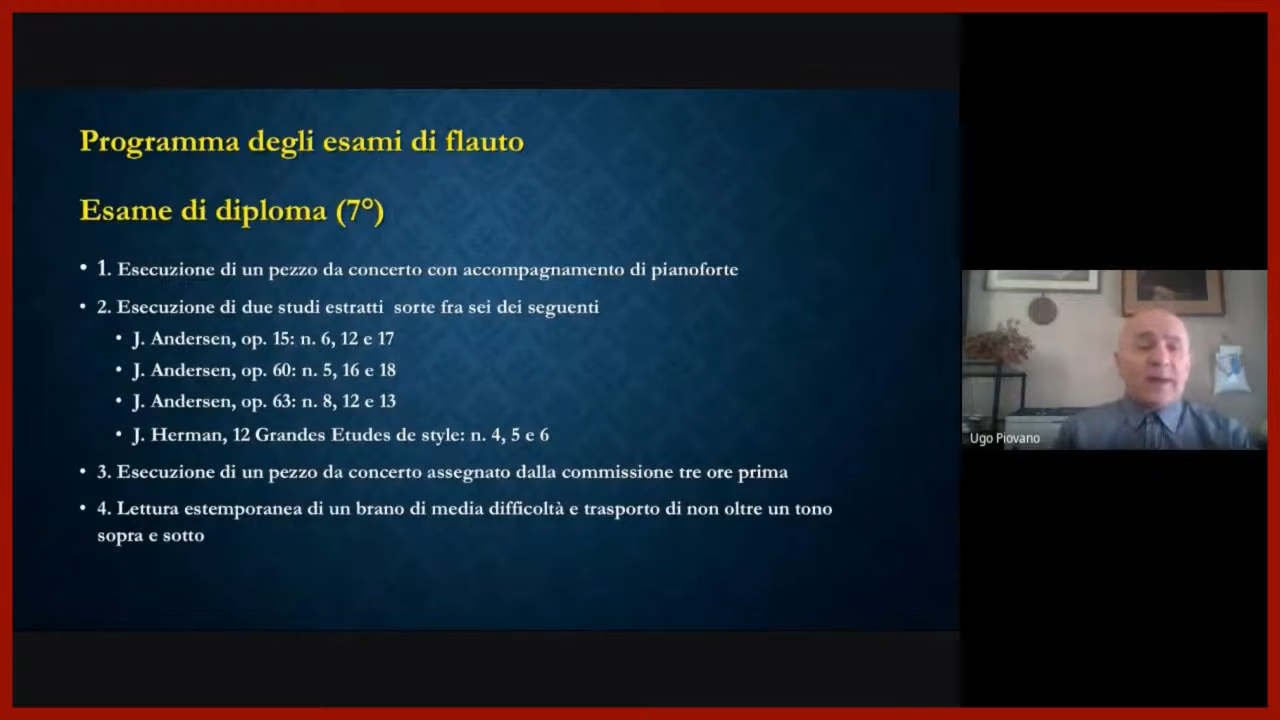 Programma degli esami di flauto
Esame di diploma (7°)
• 1. Esecuzione di un pezzo da concerto con accompagnamento di pianoforte
• 2. Esecuzione di due studi estratti  sorte fra sei dei seguenti
• J. Andersen, op. 15: n. 6, 12 e 17
• J. Andersen, op. 60: n. 5, 16 e 18
• J. Andersen, op. 63: n. 8, 12 e 13
• J. Herman, 12 Grandes Etudes de style: n. 4, 5 e 6
• 3. Esecuzione di un pezzo da concerto assegnato dalla commissione tre ore prima
• 4. Lettura estemporanea di un brano di media difficoltà e trasporto di non oltre un tono
sopra e sotto
Ugo Piovano